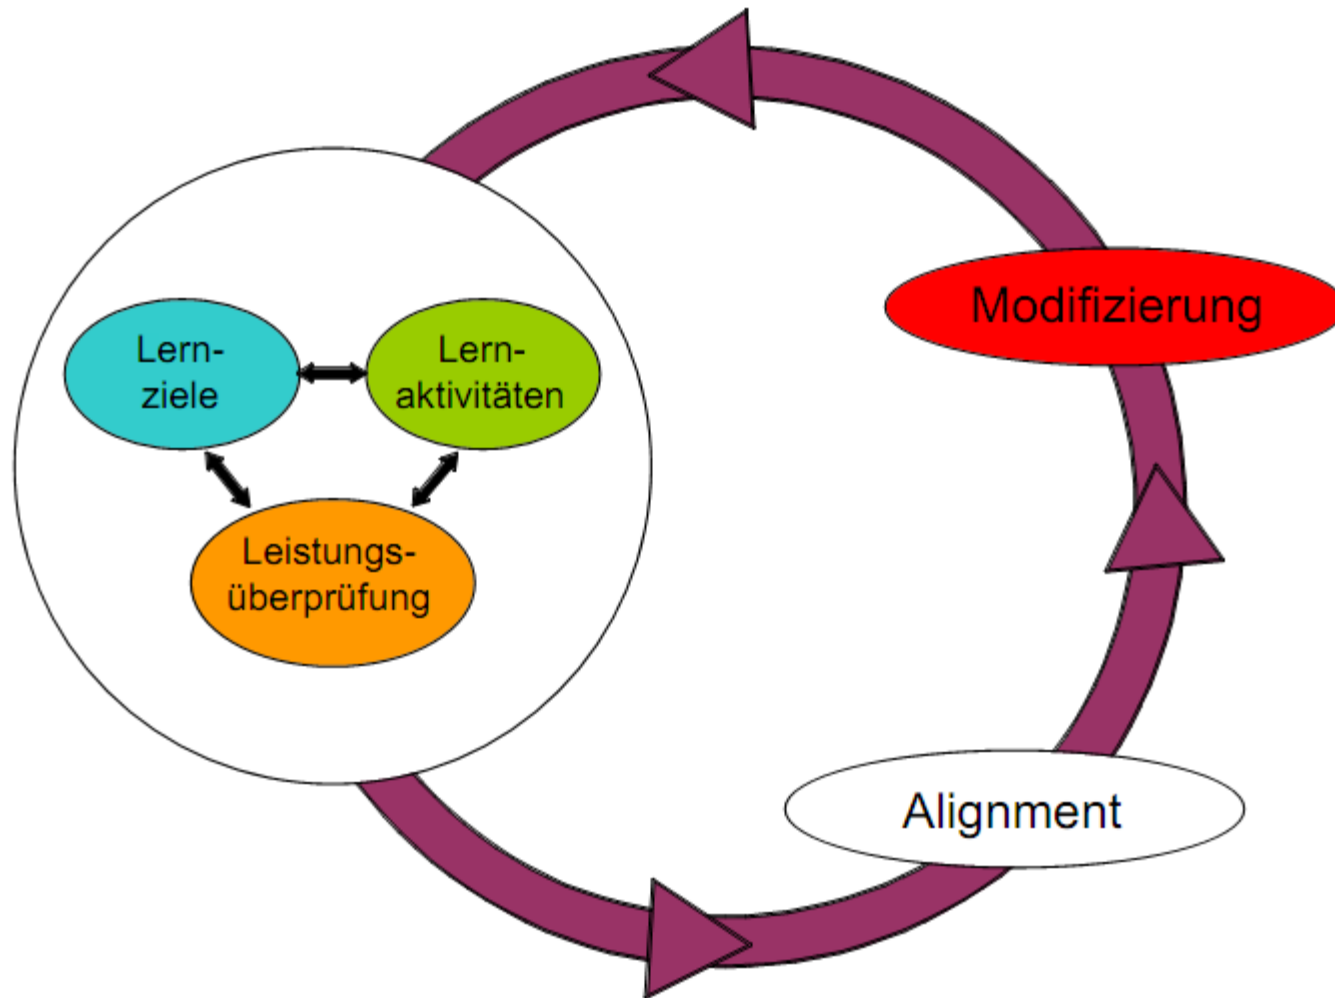 Lern-
ziele
Lern-
aktivitäten
Leistungs-
überprüfung
Modifizierung
Alignment